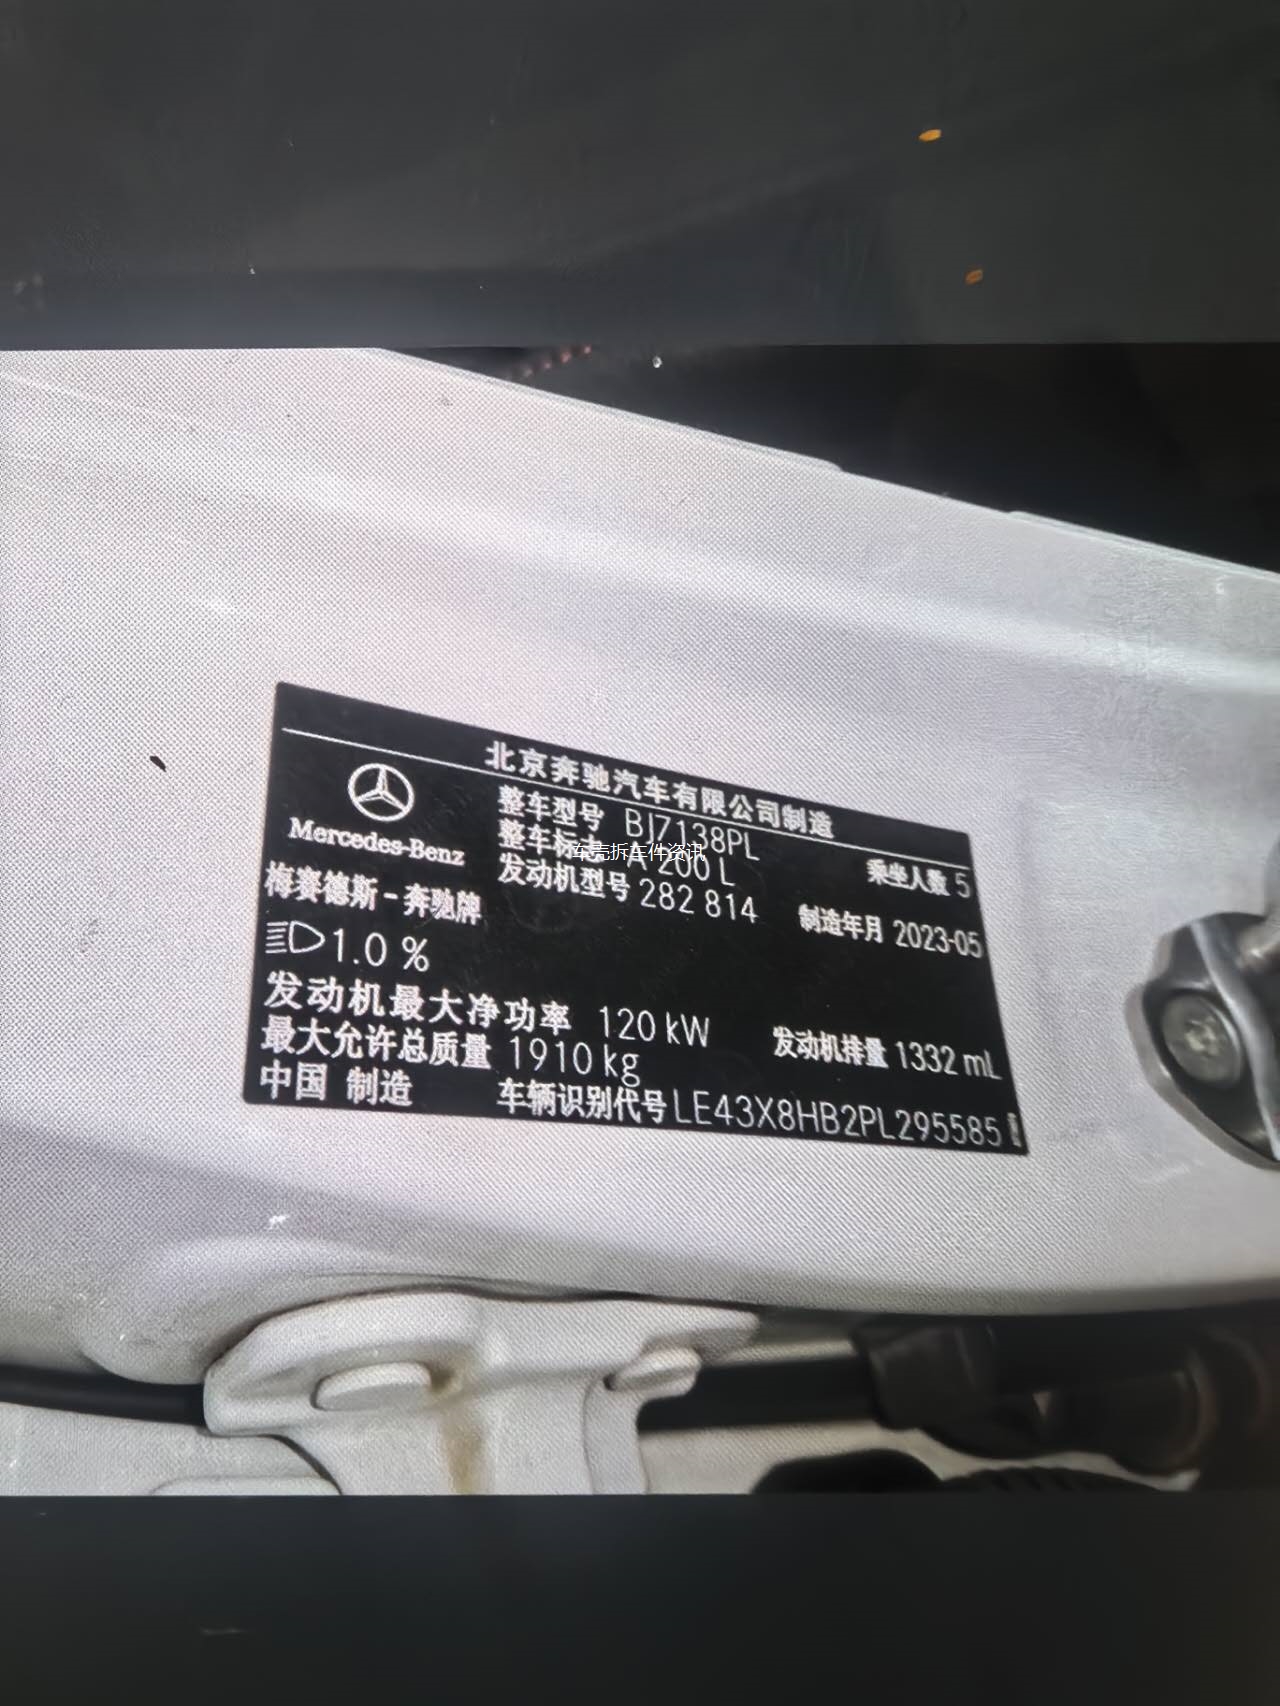 北京奔驰汽车有限公司制造
Mercedes-Benz
梅赛德斯-奔驰牌
整车型号 BJ7138PL
整车标志 A 200 L
车壳拆车件资讯
乘坐人数 5
发动机型号 282 814
制造年月 2023-05
1.0 %
发动机最大净功率 120 kW
发动机排量 1332 mL
最大允许总质量 1910 kg
中国 制造
车辆识别代号 LE43X8HB2PL295585